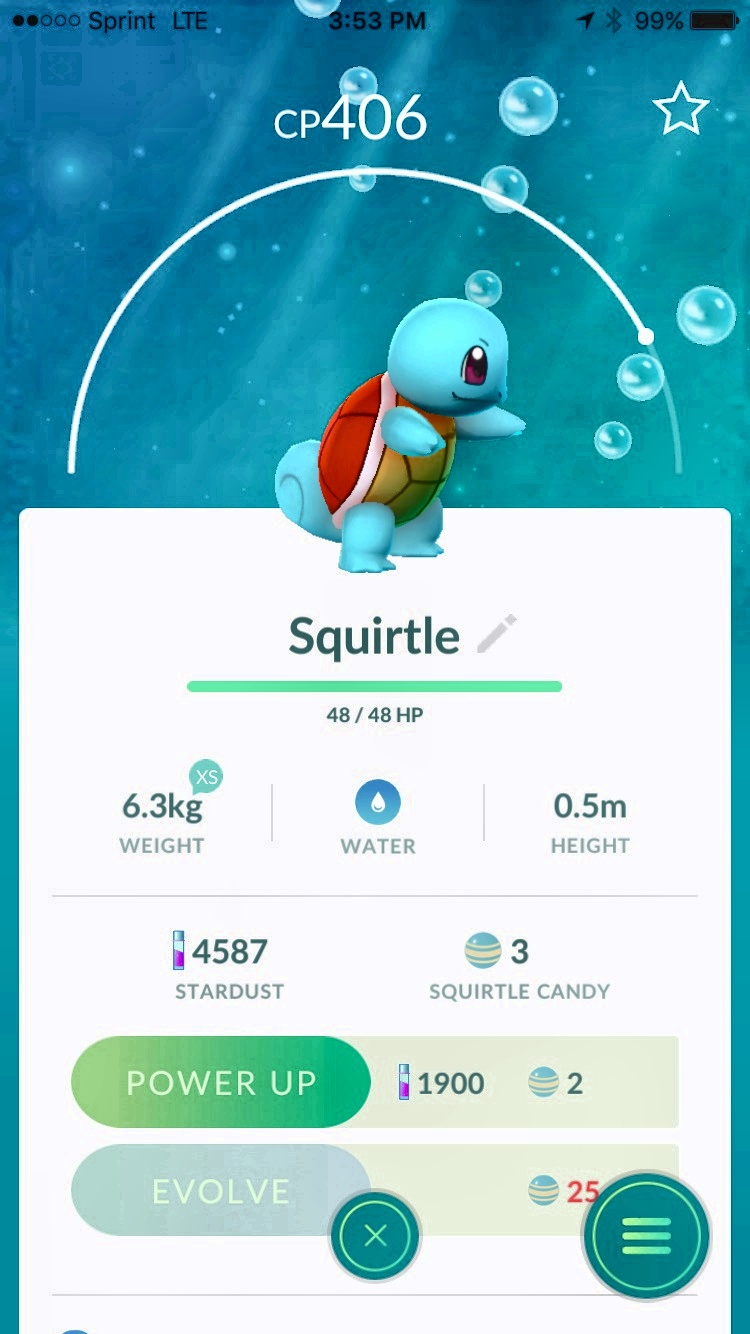 Sprint LTE 3:53 PM 99%
CP406
Squirtle
48 / 48 HP
XS
6.3kg 0.5m
WEIGHT WATER HEIGHT
4587 3
STARDUST SQUIRTLE CANDY
POWER UP 1900 2
EVOLVE 25